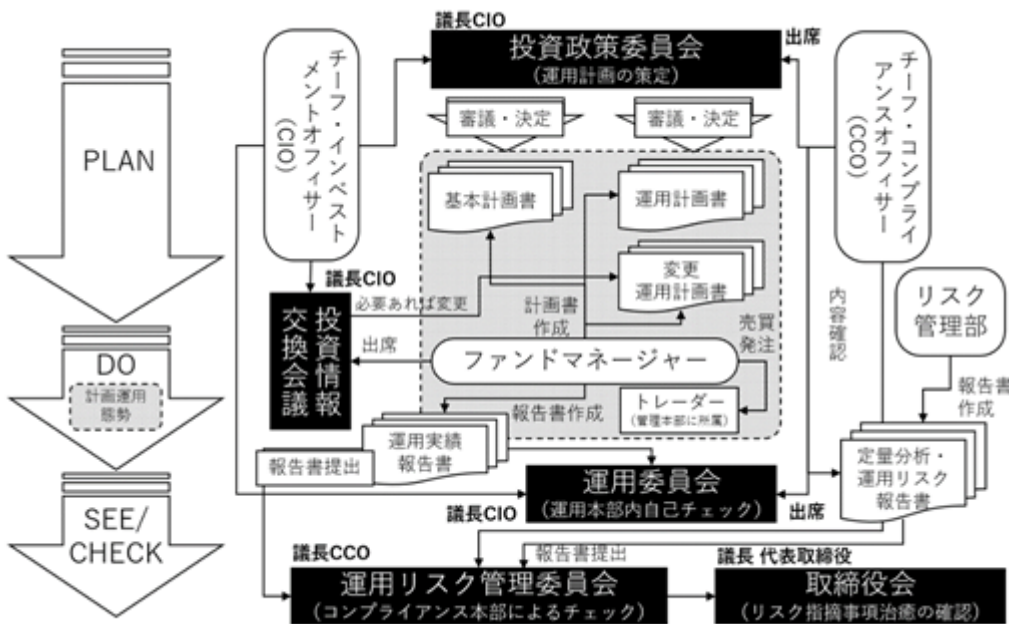 議長CIO
投資政策委員会
(運用計画の策定)
出席
チーフ・インベスト
メントオフィサー
(CIO)
チーフ・コンプライ
アンスオフィサー
(CCO)
審議・決定
審議・決定
PLAN
基本計画書
運用計画書
変更
運用計画書
議長CIO
必要あれば変更
計画書
作成
売買
発注
内容確認
リスク
管理部
投資情報
交換会議
出席
ファンドマネージャー
DO
計画運用
態勢
報告書作成
トレーダー
(管理本部に所属)
報告書
作成
運用実績
報告書
報告書提出
定量分析・
運用リスク
報告書
運用委員会
(運用本部内自己チェック)
議長CIO
出席
SEE/
CHECK
議長CCO
報告書提出
議長 代表取締役
運用リスク管理委員会
(コンプライアンス本部によるチェック)
取締役会
(リスク指摘事項治癒の確認)